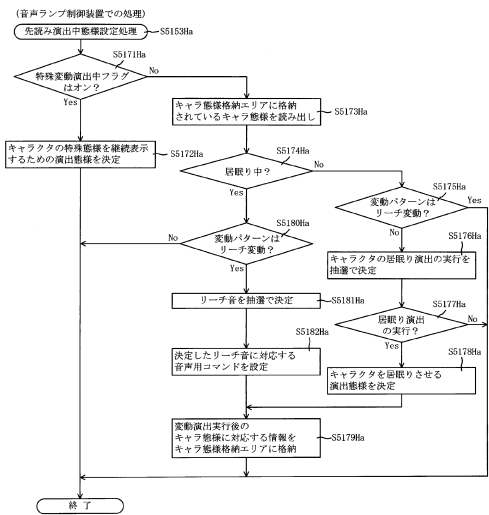 (音声ランプ制御装置での処理)
先読み演出中態様設定処理
S5153Ha
S5171Ha
特殊変動演出中フラグ
はオン？
No
Yes
キャラ態様格納エリアに格納
されているキャラ態様を読み出し
S5173Ha
キャラクタの特殊態様を継続表示
するための演出態様を決定
S5172Ha
S5174Ha
居眠り中？
No
Yes
S5175Ha
変動パターンは
リーチ変動？
Yes
No
S5180Ha
変動パターンは
リーチ変動？
No
Yes
S5176Ha
キャラクタの居眠り演出の実行を
抽選で決定
リーチ音を抽選で決定
S5181Ha
S5177Ha
居眠り演出
の実行？
No
Yes
S5182Ha
決定したリーチ音に対応する
音声用コマンドを設定
S5178Ha
キャラクタを居眠りさせる
演出態様を決定
変動演出実行後の
キャラ態様に対応する情報を
キャラ態様格納エリアに格納
S5179Ha
終了